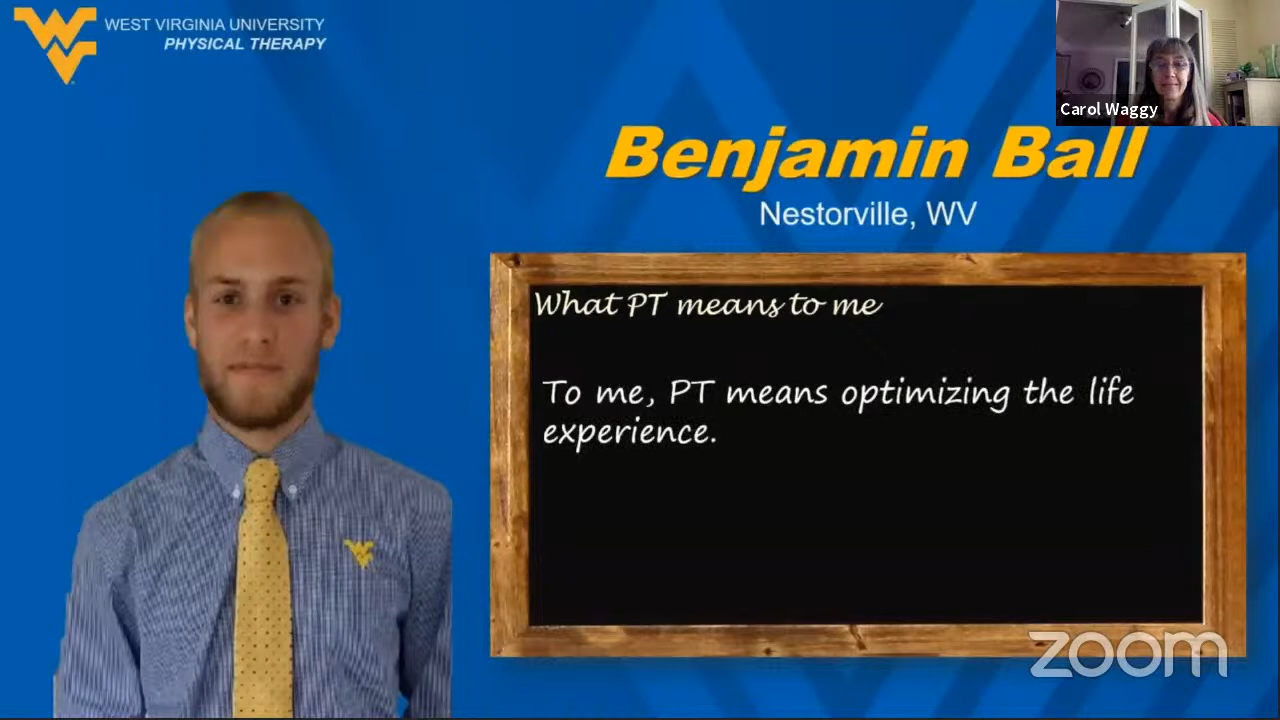 WEST VIRGINIA UNIVERSITY
PHYSICAL THERAPY
Carol Waggy
Benjamin Ball
Nestorville, WV
What PT means to me
To me, PT means optimizing the life
experience.
zoom